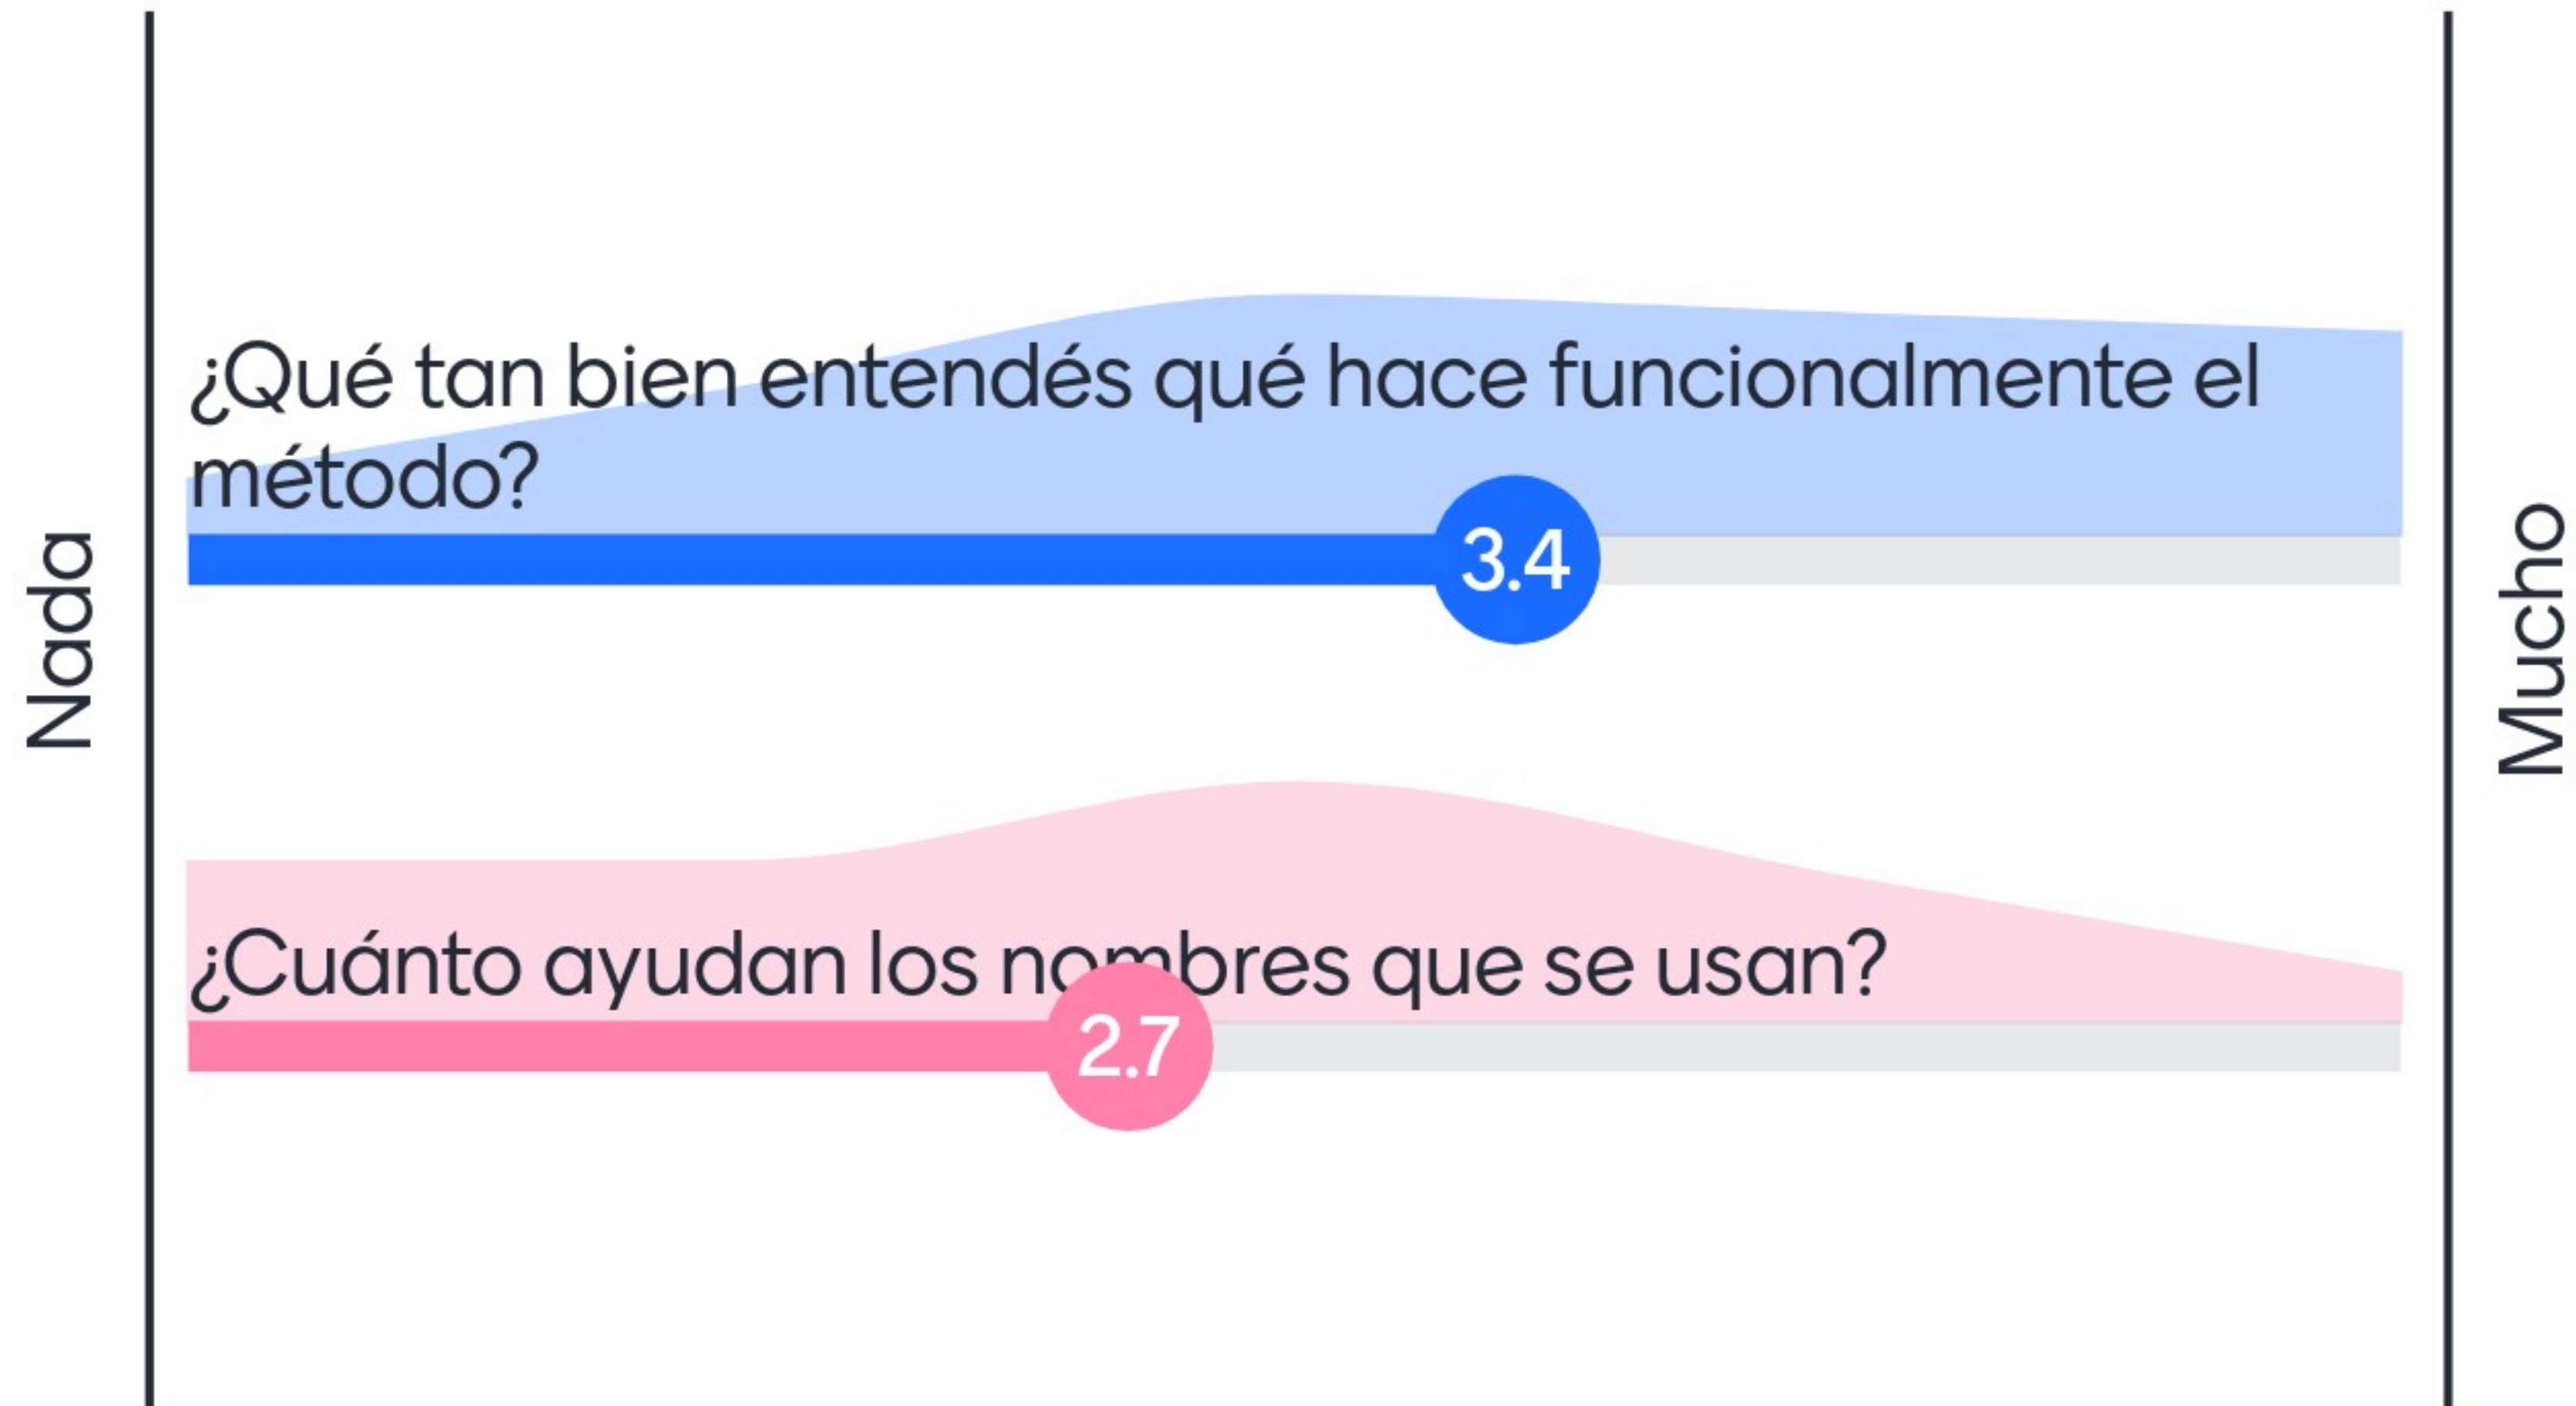 ¿Qué tan bien entendés qué hace funcionalmente el
método?
3.4
Nada
Mucho
¿Cuánto ayudan los nombres que se usan?
2.7